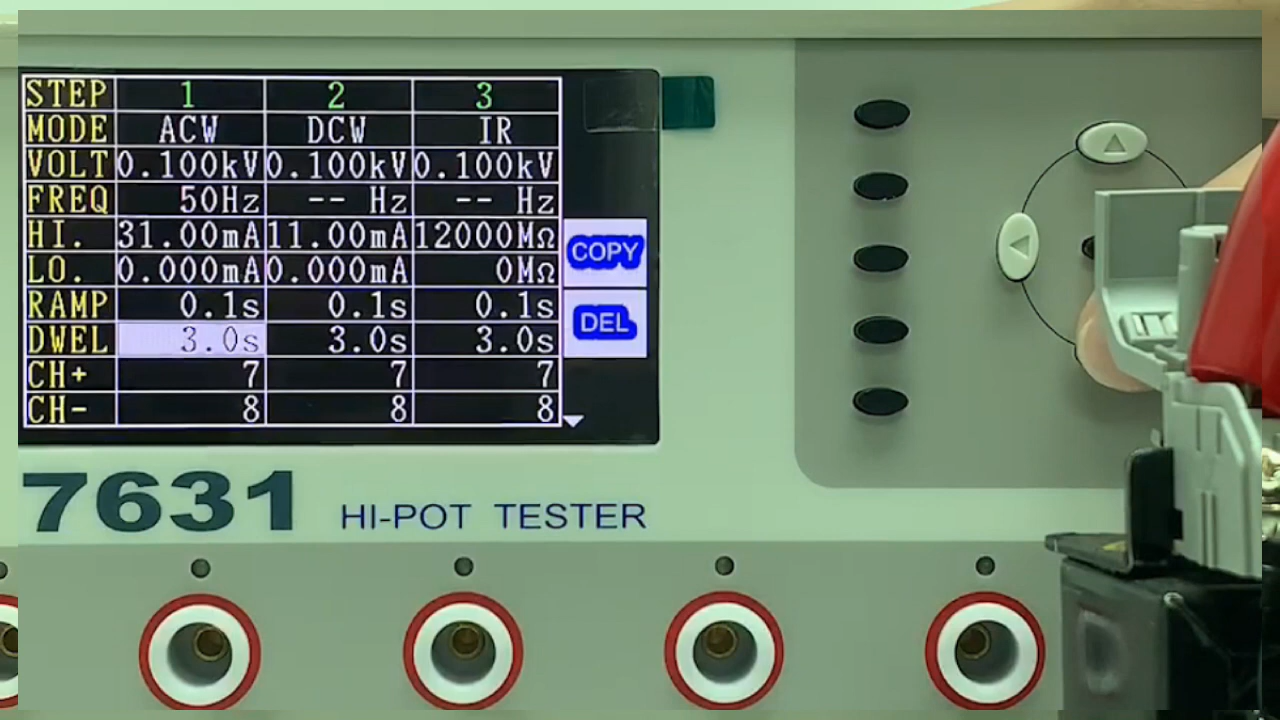 STEP 1 2 3
MODE ACW DCW IR
VOLT 0.100kV 0.100kV 0.100kV
FREQ 50Hz -- Hz -- Hz
HI. 31.00mA 11.00mA 12000MΩ
LO. 0.000mA 0.000mA 0MΩ
RAMP 0.1s 0.1s 0.1s
DWEL 3.0s 3.0s 3.0s
CH+ 7 7 7
CH- 8 8 8
COPY
DEL
7631 HI-POT TESTER